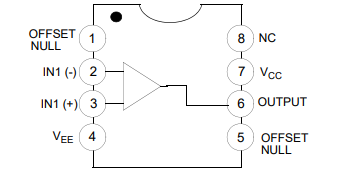 OFFSET
NULL
1
8
NC
IN1 (-)
2
7
VCC
IN1 (+)
3
6
OUTPUT
VEE
4
5
OFFSET
NULL